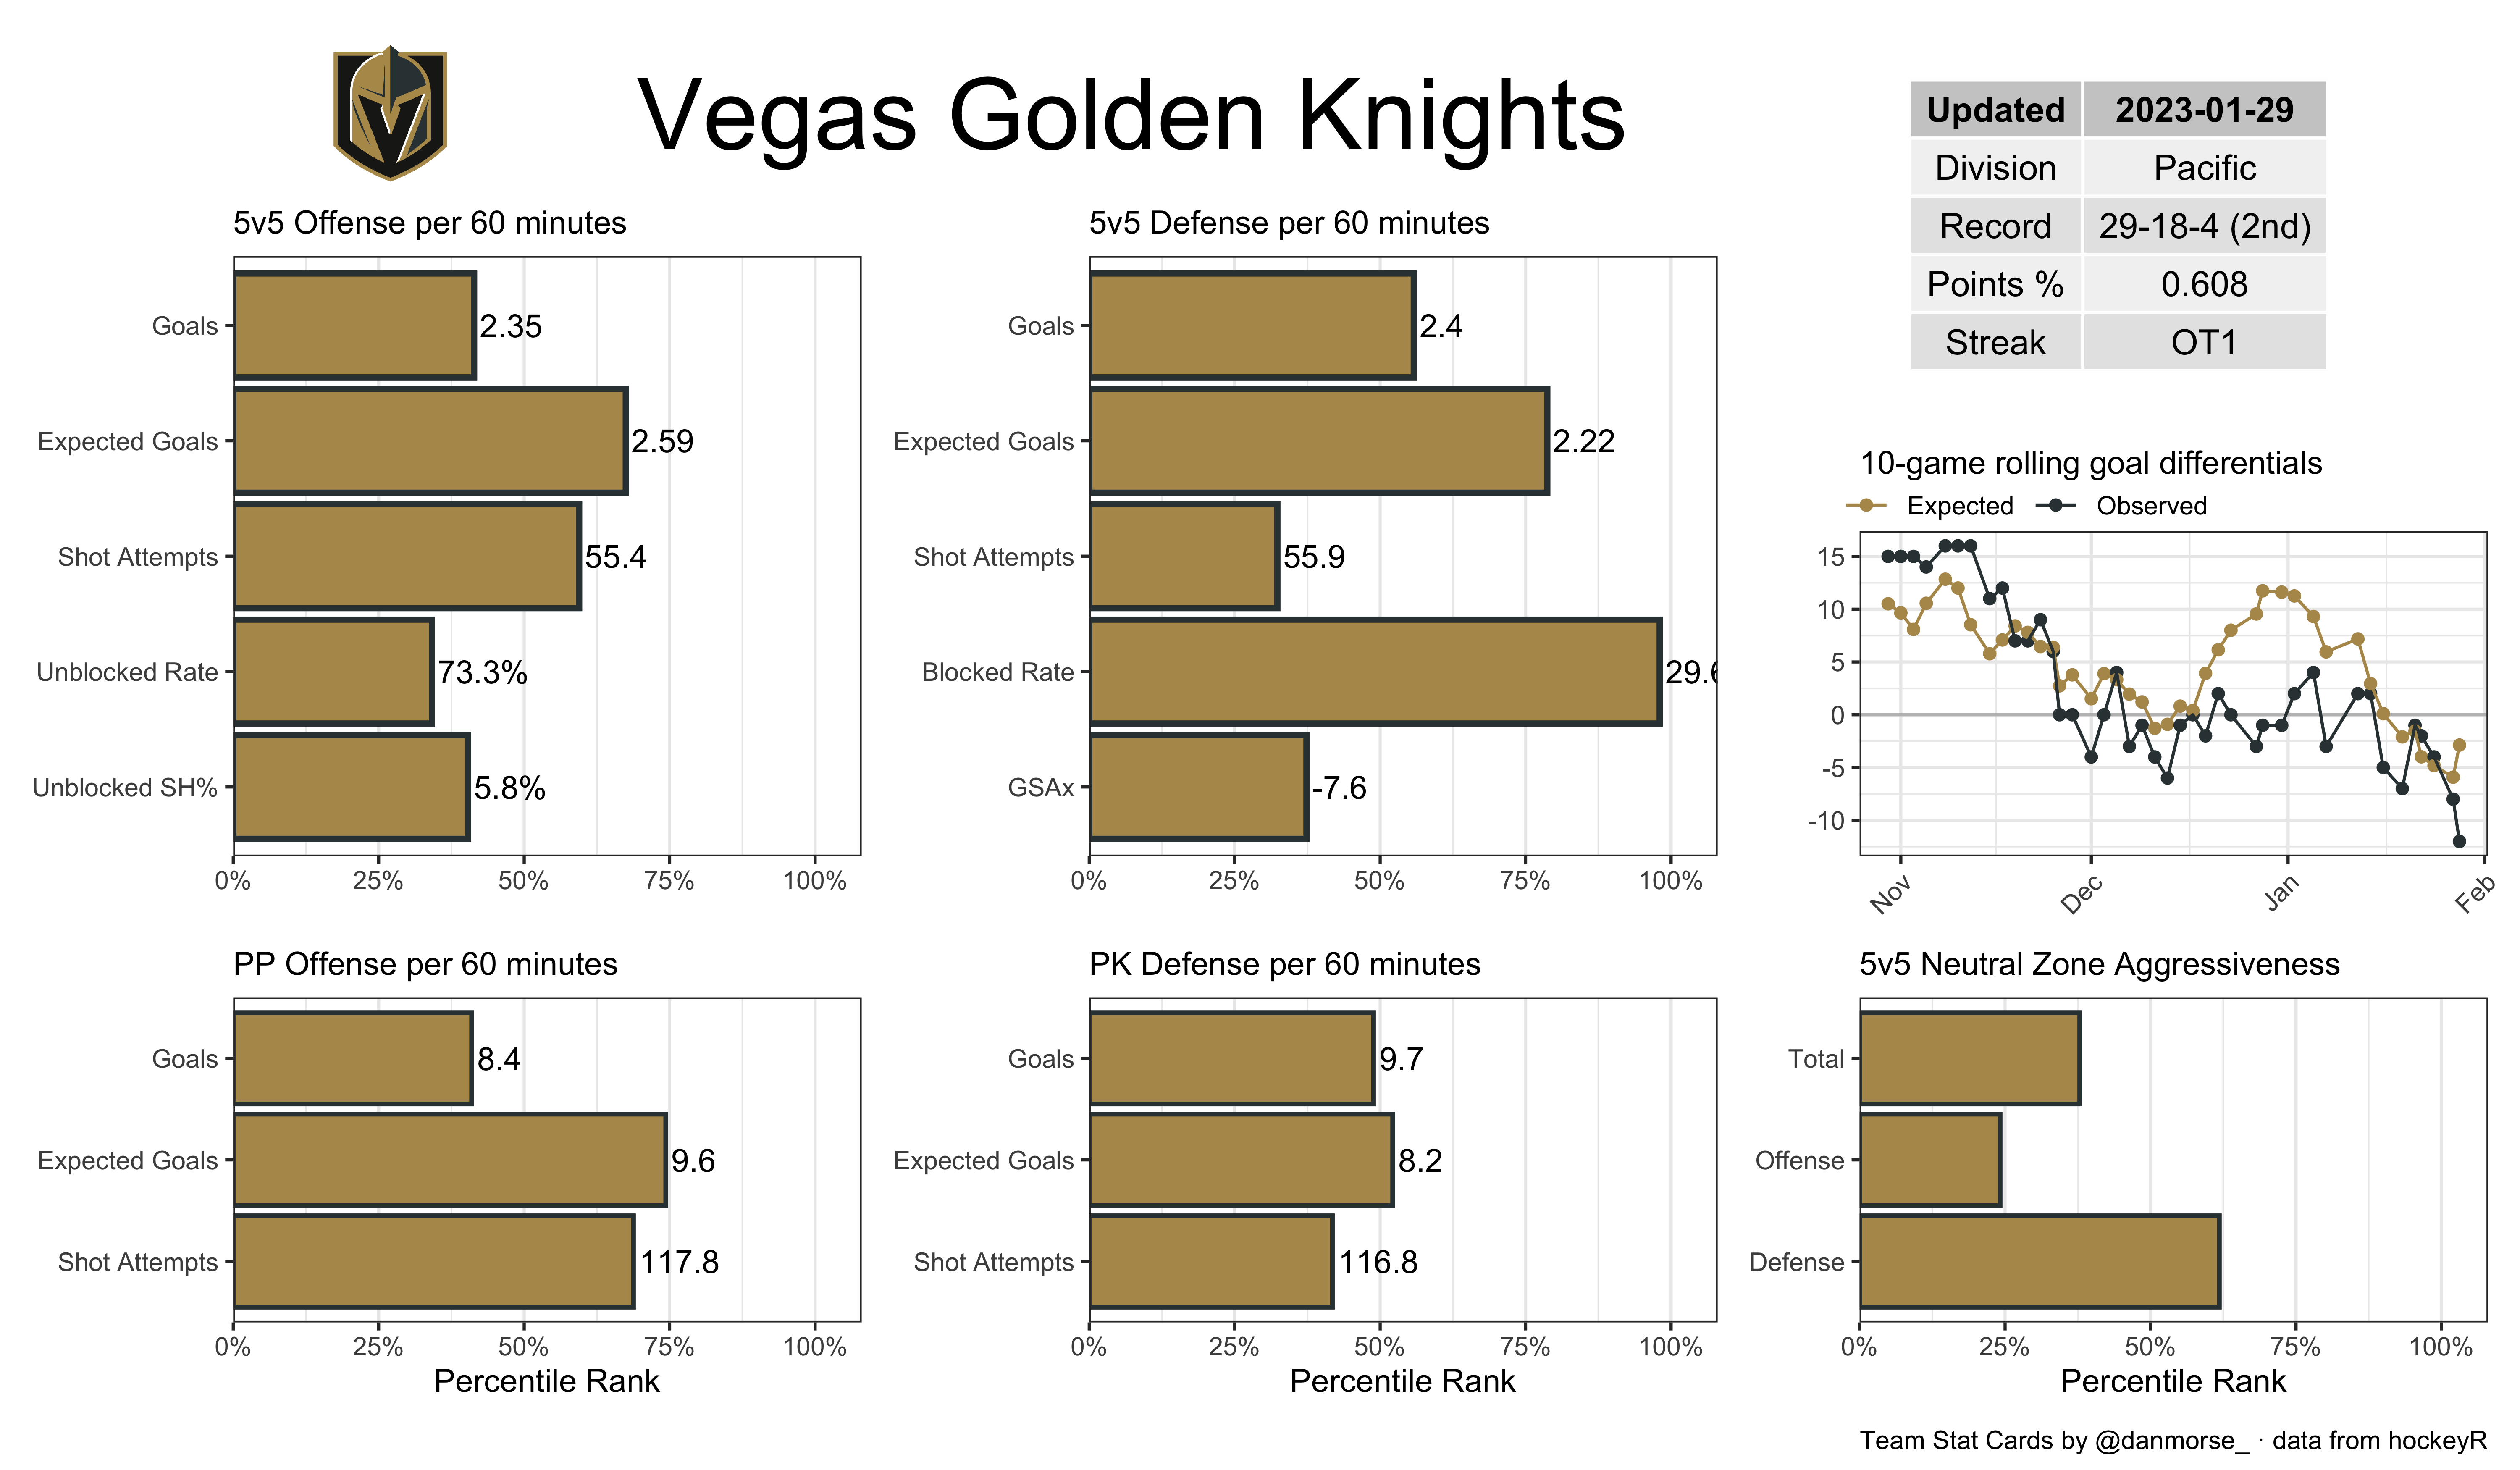 Vegas Golden Knights
Updated 2023-01-29
Division Pacific
Record 29-18-4 (2nd)
Points % 0.608
Streak OT1
5v5 Offense per 60 minutes
Goals 2.35
Expected Goals 2.59
Shot Attempts 55.4
Unblocked Rate 73.3%
Unblocked SH% 5.8%
0% 25% 50% 75% 100%
5v5 Defense per 60 minutes
Goals 2.4
Expected Goals 2.22
Shot Attempts 55.9
Blocked Rate 29.6
GSAx -7.6
0% 25% 50% 75% 100%
10-game rolling goal differentials
Expected Observed
15
10
5
0
-5
-10
Nov Dec Jan Feb
PP Offense per 60 minutes
Goals 8.4
Expected Goals 9.6
Shot Attempts 117.8
0% 25% 50% 75% 100%
Percentile Rank
PK Defense per 60 minutes
Goals 9.7
Expected Goals 8.2
Shot Attempts 116.8
0% 25% 50% 75% 100%
Percentile Rank
5v5 Neutral Zone Aggressiveness
Total
Offense
Defense
0% 25% 50% 75% 100%
Percentile Rank
Team Stat Cards by @danmorse_ · data from hockeyR